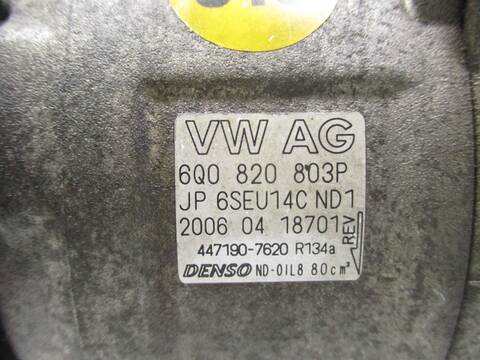 VW AG
6Q0 820 803P
JP 6SEU14C ND1
2006 04 18701
REV
447190-7620 R134a
DENSO ND-OIL8 80cm³